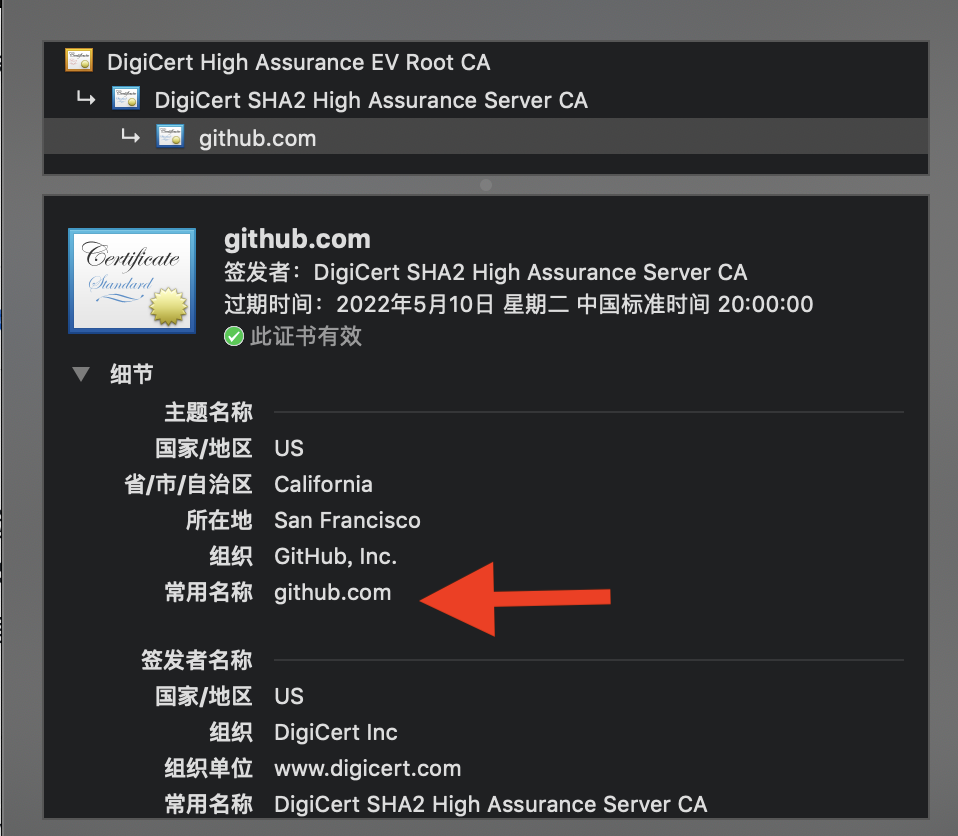 DigiCert High Assurance EV Root CA
DigiCert SHA2 High Assurance Server CA
github.com
Certificate
Standard
github.com
签发者：DigiCert SHA2 High Assurance Server CA
过期时间：2022年5月10日 星期二 中国标准时间 20:00:00
此证书有效
细节
主题名称
国家/地区 US
省/市/自治区 California
所在地 San Francisco
组织 GitHub, Inc.
常用名称 github.com
签发者名称
国家/地区 US
组织 DigiCert Inc
组织单位 www.digicert.com
常用名称 DigiCert SHA2 High Assurance Server CA